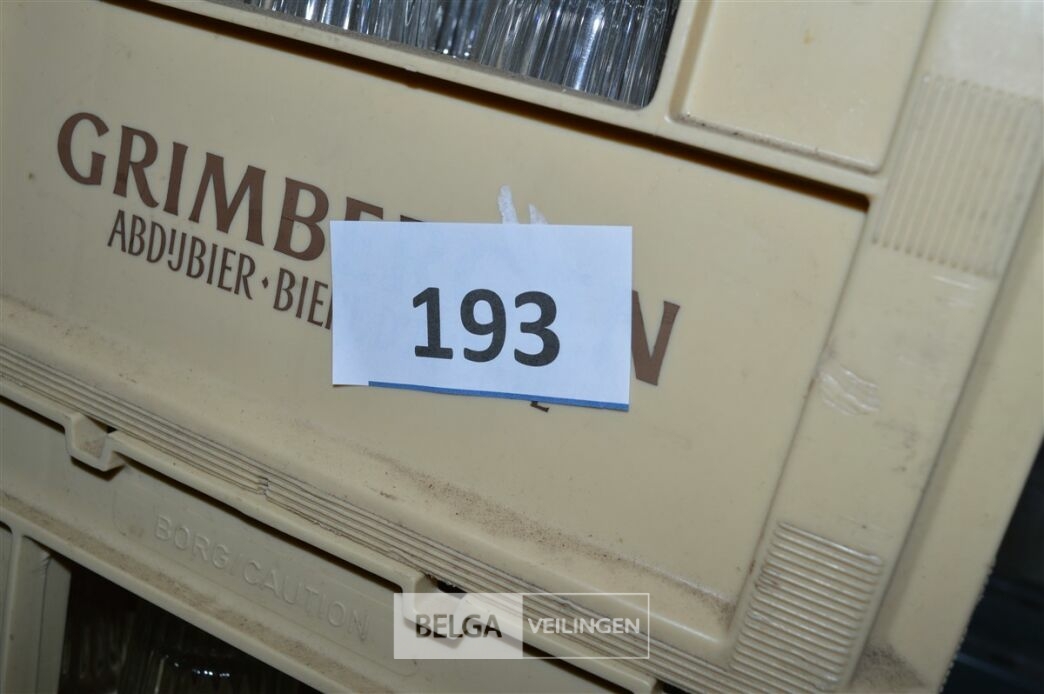 GRIMBE
N
ABDIJBIER · BIE
193
BORG/CAUTION
BELGA VEILINGEN